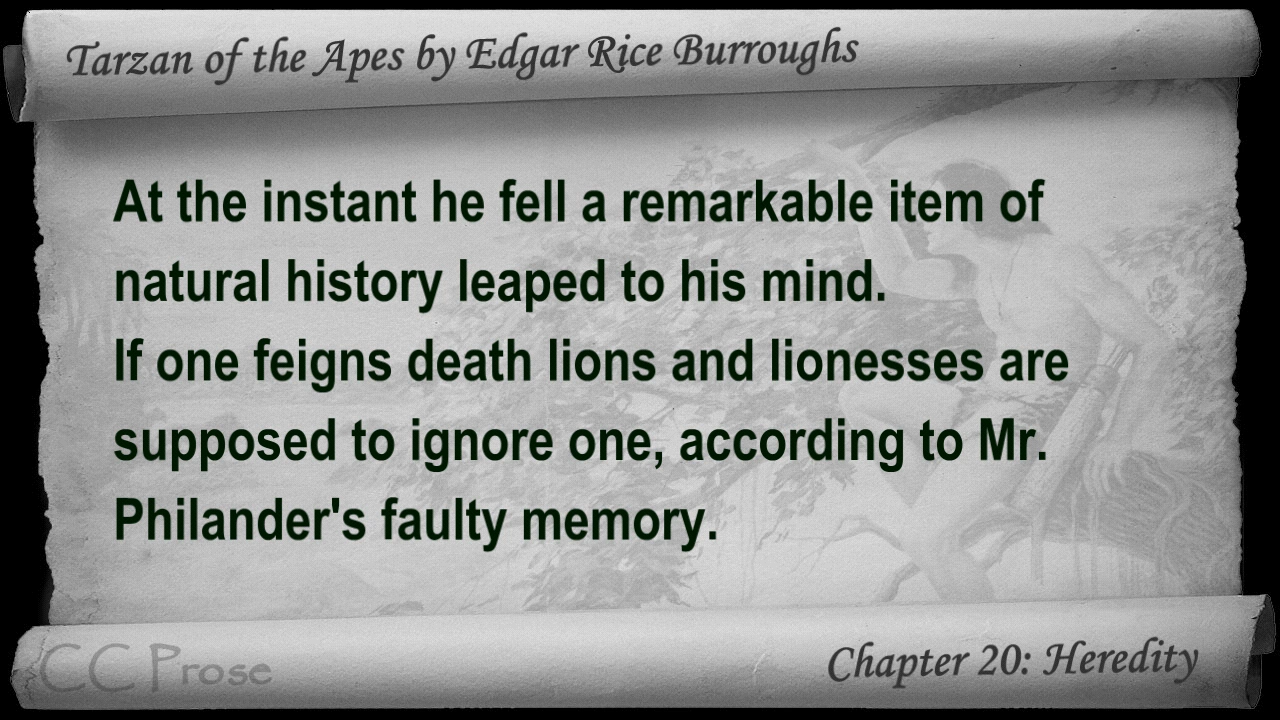 Tarzan of the Apes by Edgar Rice Burroughs
At the instant he fell a remarkable item of
natural history leaped to his mind.
If one feigns death lions and lionesses are
supposed to ignore one, according to Mr.
Philander's faulty memory.
CC Prose
Chapter 20: Heredity